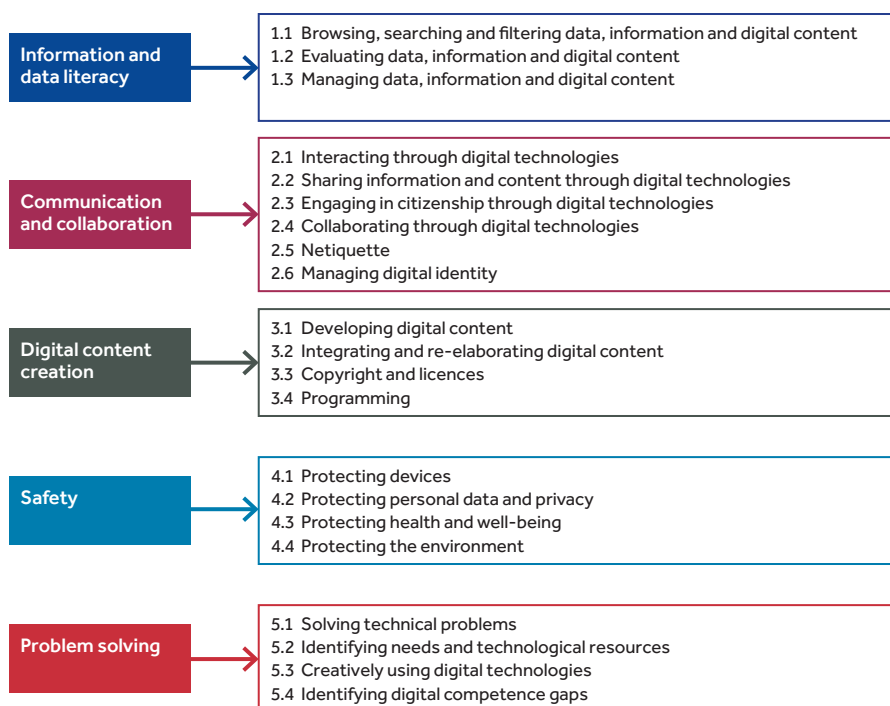 Information and
data literacy
1.1 Browsing, searching and filtering data, information and digital content
1.2 Evaluating data, information and digital content
1.3 Managing data, information and digital content
Communication
and collaboration
2.1 Interacting through digital technologies
2.2 Sharing information and content through digital technologies
2.3 Engaging in citizenship through digital technologies
2.4 Collaborating through digital technologies
2.5 Netiquette
2.6 Managing digital identity
Digital content
creation
3.1 Developing digital content
3.2 Integrating and re-elaborating digital content
3.3 Copyright and licences
3.4 Programming
Safety
4.1 Protecting devices
4.2 Protecting personal data and privacy
4.3 Protecting health and well-being
4.4 Protecting the environment
Problem solving
5.1 Solving technical problems
5.2 Identifying needs and technological resources
5.3 Creatively using digital technologies
5.4 Identifying digital competence gaps